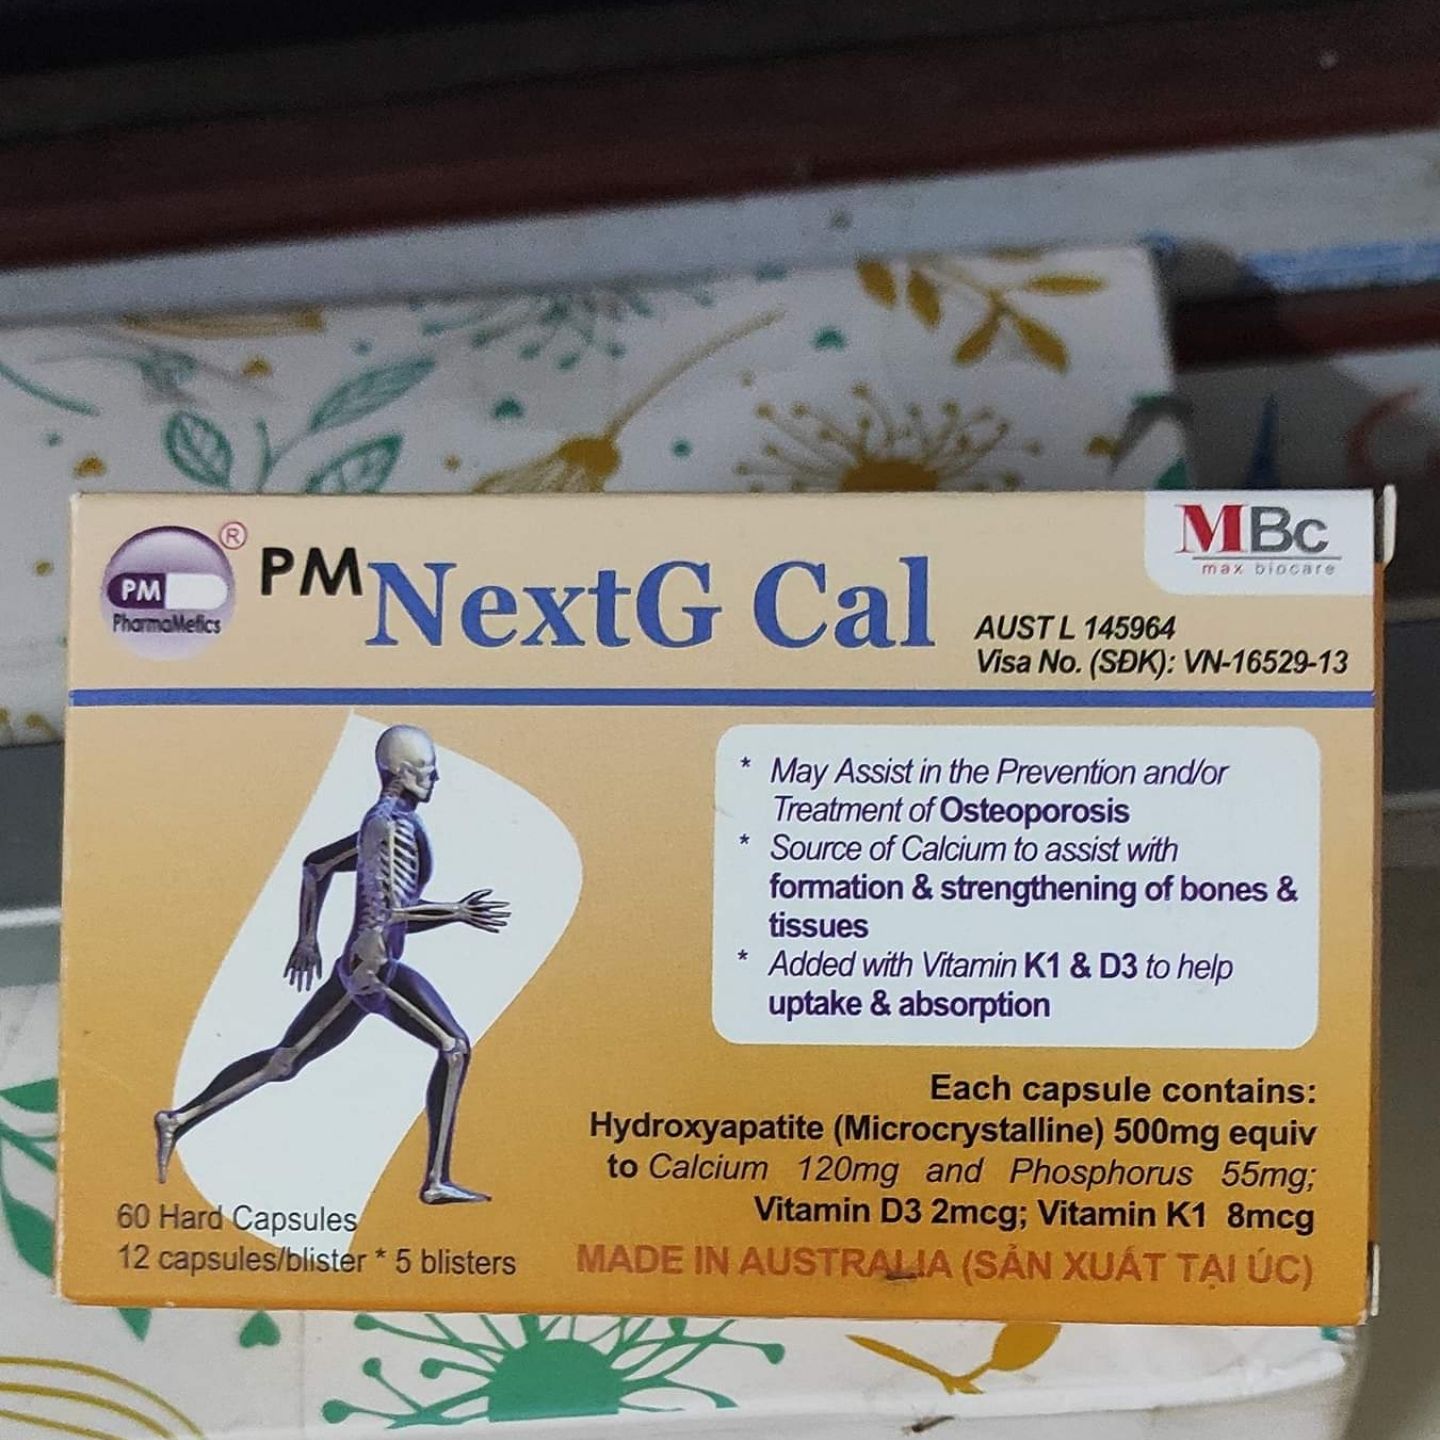 PM
PharmaMetics
®
PM NextG Cal
MBc
max biocare
AUST L 145964
Visa No. (SĐK): VN-16529-13
* May Assist in the Prevention and/or
Treatment of Osteoporosis
* Source of Calcium to assist with
formation & strengthening of bones &
tissues
* Added with Vitamin K1 & D3 to help
uptake & absorption
Each capsule contains:
Hydroxyapatite (Microcrystalline) 500mg equiv
to Calcium 120mg and Phosphorus 55mg;
Vitamin D3 2mcg; Vitamin K1 8mcg
60 Hard Capsules
12 capsules/blister * 5 blisters
MADE IN AUSTRALIA (SẢN XUẤT TẠI ÚC)